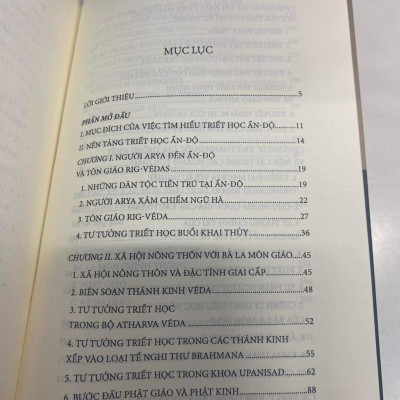 MỤC LỤC
LỜI GIỚI THIỆU 5
PHẦN MỞ ĐẦU
I. MỤC ĐÍCH CỦA VIỆC TÌM HIỂU TRIẾT HỌC ẤN-ĐỘ 11
II. NỀN TẢNG TRIẾT HỌC ẤN-ĐỘ 14
CHƯƠNG I. NGƯỜI ARYA ĐẾN ẤN-ĐỘ
VÀ TÔN GIÁO RIG-VÉDAS 19
1. NHỮNG DÂN TỘC TIÊN TRÚ TẠI ẤN-ĐỘ 19
2. NGƯỜI ARYA XÂM CHIẾM NGŨ HÀ 22
3. TÔN GIÁO RIG-VÉDA 27
4. TƯ TƯỞNG TRIẾT HỌC BUỔI KHAI THỦY 36
CHƯƠNG II. XÃ HỘI NÔNG THÔN VỚI BÀ LA MÔN GIÁO 45
1. XÃ HỘI NÔNG THÔN VÀ ĐẶC TÍNH GIAI CẤP 45
2. BIÊN SOẠN THÁNH KINH VÉDA 48
3. TƯ TƯỞNG TRIẾT HỌC
TRONG BỘ ATHARVA VÉDA 52
4. TƯ TƯỞNG TRIẾT HỌC TRONG CÁC THÁNH KINH
XẾP VÀO LOẠI TẾ NGHI THƯ BRAHMANA 55
5. TƯ TƯỞNG TRIẾT HỌC TRONG KHOA UPANISAD 62
6. BƯỚC ĐẦU PHẬT GIÁO VÀ PHẬT KINH 88